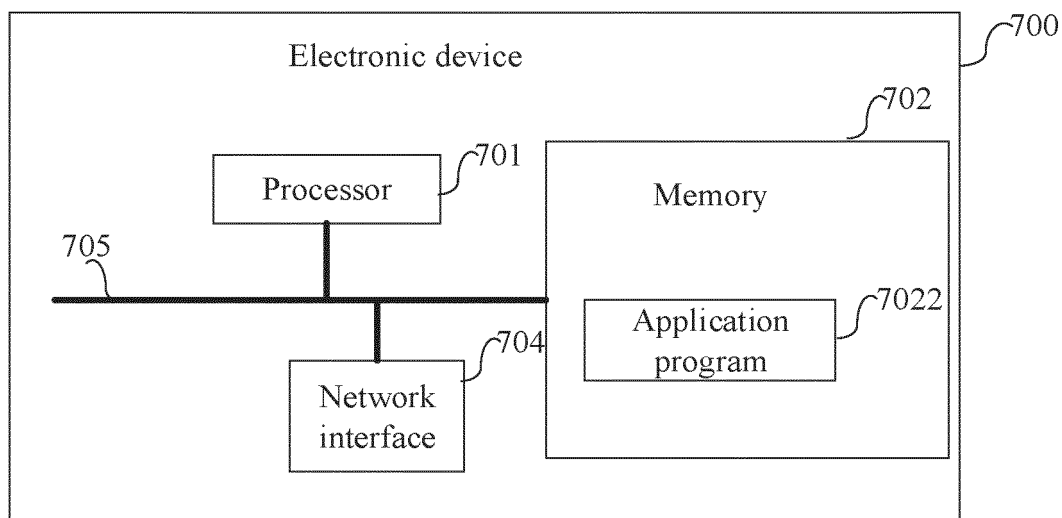 700
Electronic device
702
701
Processor
Memory
705
7022
Application
program
704
Network
interface